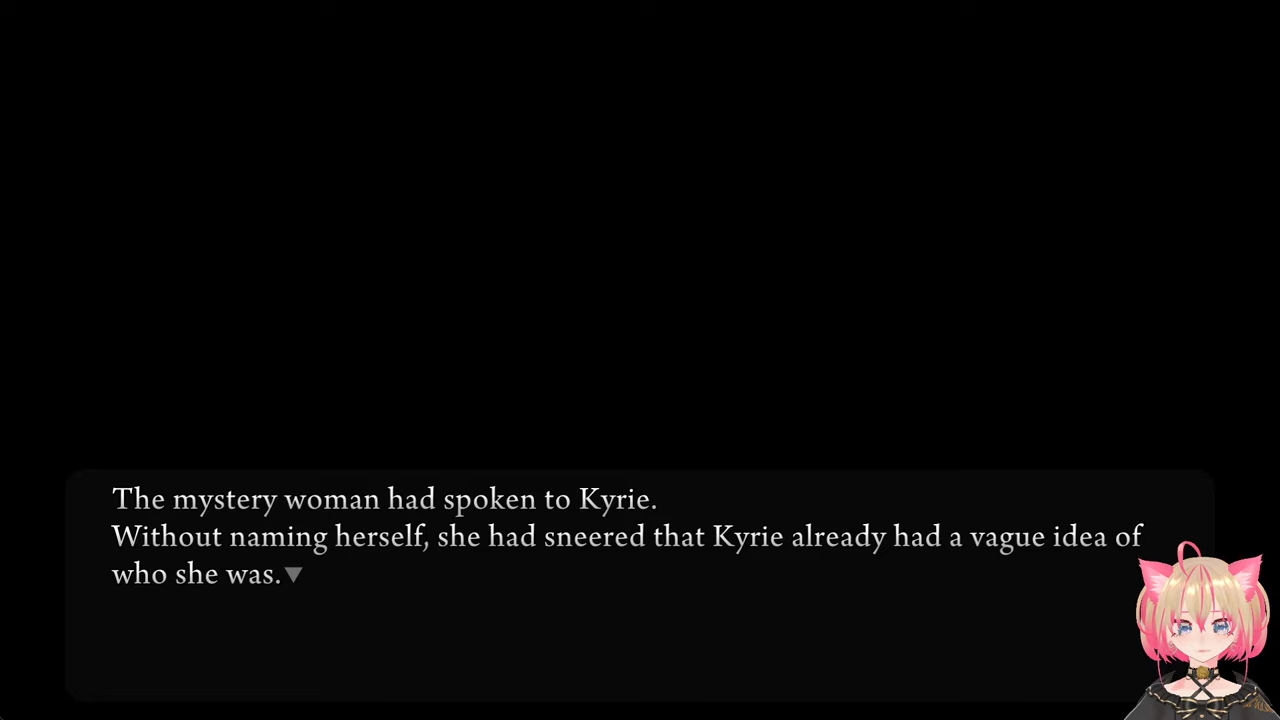 The mystery woman had spoken to Kyrie.
Without naming herself, she had sneered that Kyrie already had a vague idea of
who she was.